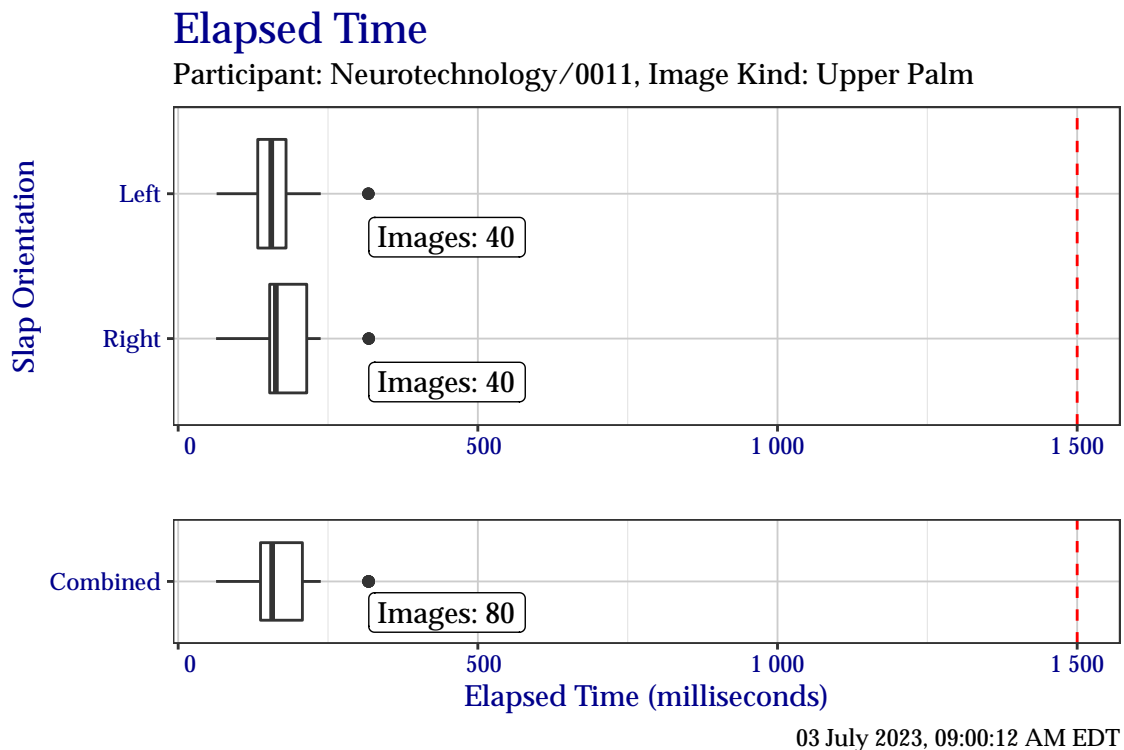 Elapsed Time
Participant: Neurotechnology/0011, Image Kind: Upper Palm
Slap Orientation
Left
Images: 40
Right
Images: 40
0 500 1 000 1 500
Combined
Images: 80
0 500 1 000 1 500
Elapsed Time (milliseconds)
03 July 2023, 09:00:12 AM EDT